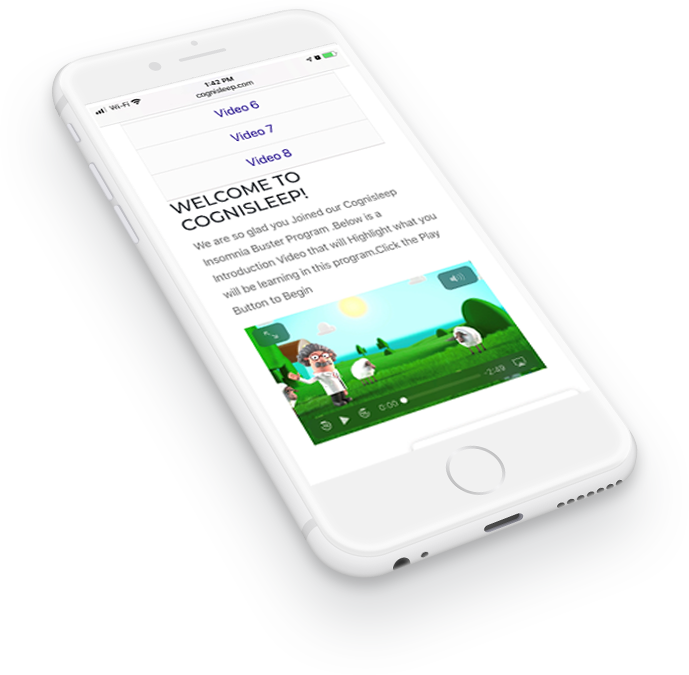 Wi-Fi 1:42 PM
cognisleep.com
Video 6
Video 7
Video 8
WELCOME TO
COGNISLEEP!
We are so glad you Joined our Cognisleep
Insomnia Buster Program .Below is a
Introduction Video that will Highlight what you
will be learning in this program.Click the Play
Button to Begin
0:00 -2:49